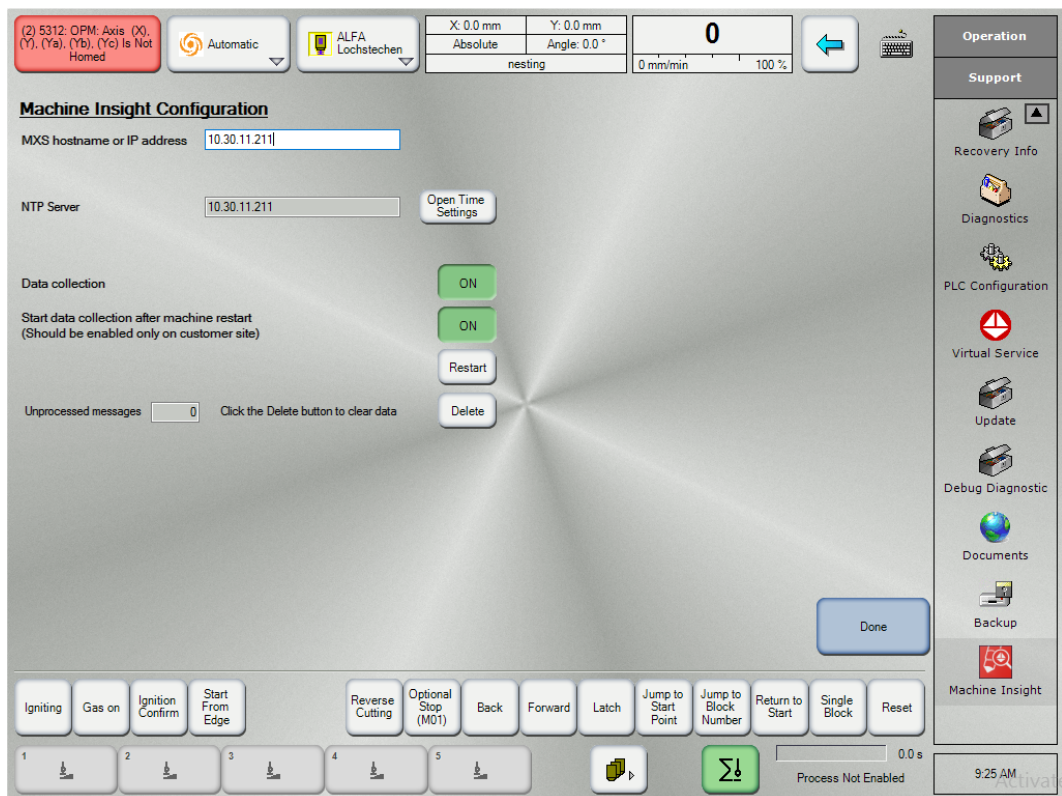 (2) 5312: OPM: Axis (X),
(Y), (Ya), (Yb), (Yc) Is Not
Homed
Automatic
ALFA
Lochstechen
X: 0.0 mm
Y: 0.0 mm
Absolute
Angle: 0.0 °
nesting
0
0 mm/min
100 %
Operation
Support
Machine Insight Configuration
MXS hostname or IP address
10.30.11.211
NTP Server
10.30.11.211
Open Time
Settings
Data collection
ON
Start data collection after machine restart
(Should be enabled only on customer site)
ON
Restart
Unprocessed messages
0
Click the Delete button to clear data
Delete
Done
Recovery Info
Diagnostics
PLC Configuration
Virtual Service
Update
Debug Diagnostic
Documents
Backup
Machine Insight
Igniting
Gas on
Ignition
Confirm
Start
From
Edge
Reverse
Cutting
Optional
Stop
(M01)
Back
Forward
Latch
Jump to
Start
Point
Jump to
Block
Number
Return to
Start
Single
Block
Reset
1
2
3
4
5
0.0 s
Process Not Enabled
9:25 AM
Activat